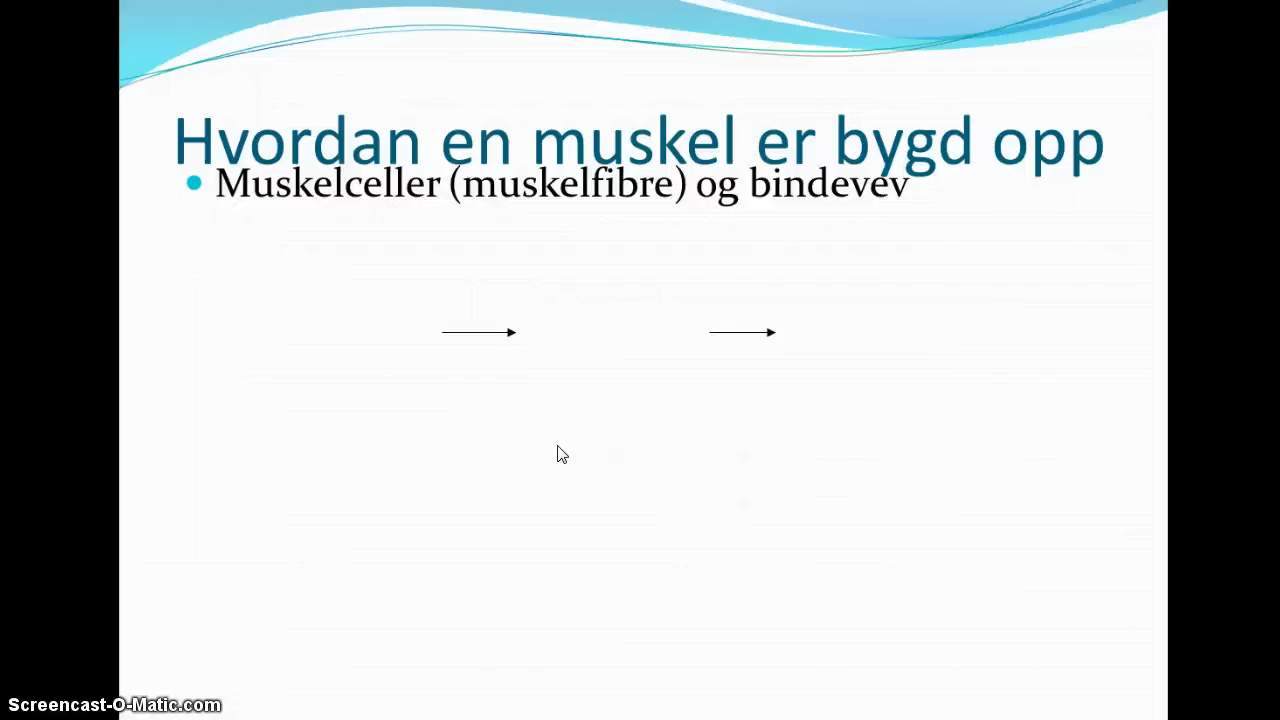 Hvordan en muskel er bygd opp
Muskelceller (muskelfibre) og bindevev
Screencast-O-Matic.com